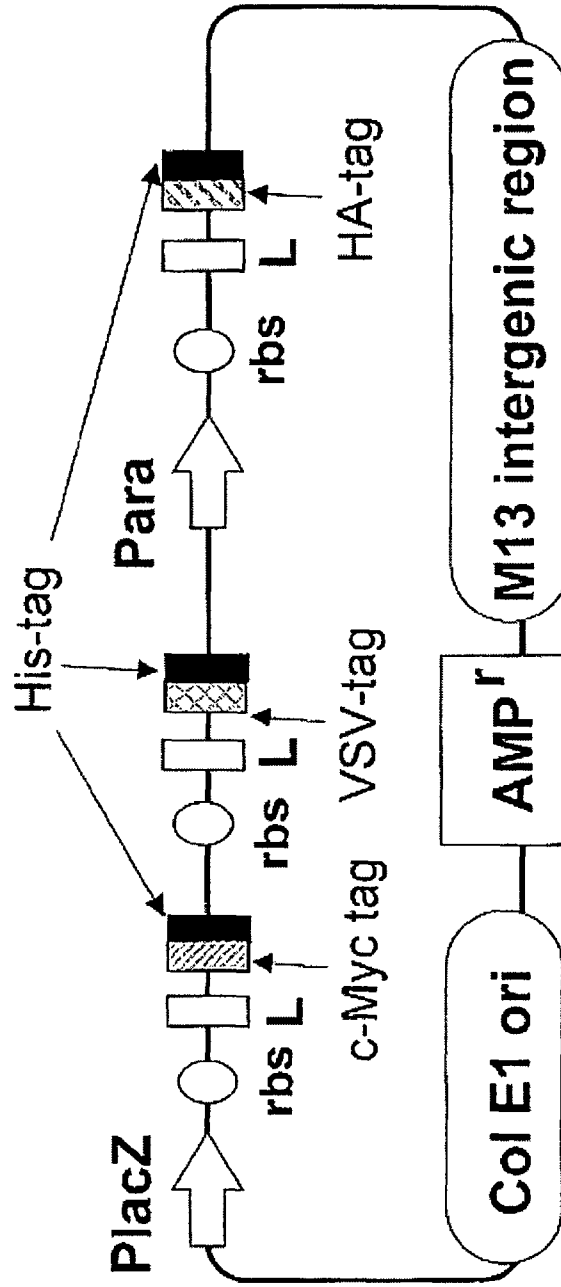 His-tag
PlacZ
Para
rbs L
rbs L
rbs L
c-Myc tag
VSV-tag
HA-tag
Col E1 ori
AMPʳ
M13 intergenic region